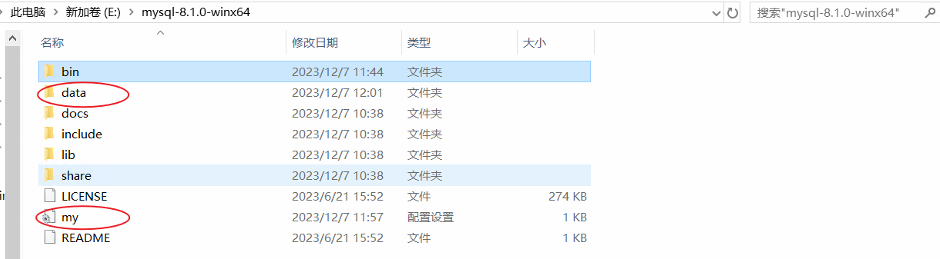 此电脑 > 新加卷 (E:) > mysql-8.1.0-winx64
搜索"mysql-8.1.0-winx64"
名称 修改日期 类型 大小
bin 2023/12/7 11:44 文件夹
data 2023/12/7 12:01 文件夹
docs 2023/12/7 10:38 文件夹
include 2023/12/7 10:38 文件夹
lib 2023/12/7 10:38 文件夹
share 2023/12/7 10:38 文件夹
LICENSE 2023/6/21 15:52 文件 274 KB
my 2023/12/7 11:57 配置设置 1 KB
README 2023/6/21 15:52 文件 1 KB